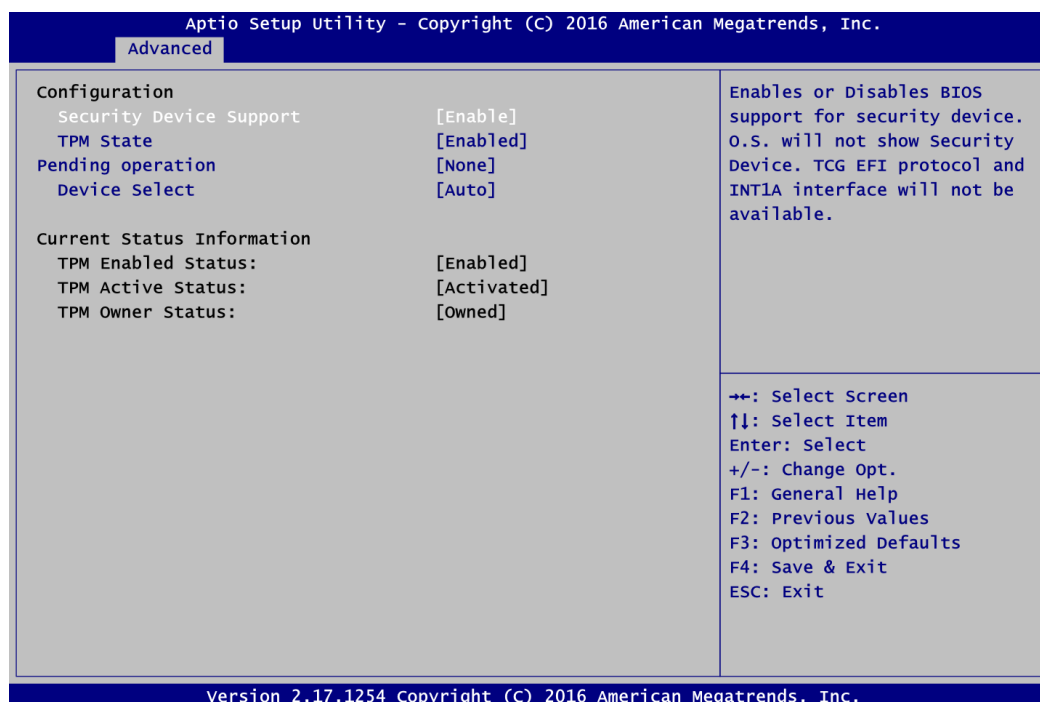 Aptio Setup Utility - Copyright (C) 2016 American Megatrends, Inc.
Advanced
Configuration
Security Device Support [Enable]
TPM State [Enabled]
Pending operation [None]
Device Select [Auto]
Current Status Information
TPM Enabled Status: [Enabled]
TPM Active Status: [Activated]
TPM Owner Status: [Owned]
Enables or Disables BIOS
support for security device.
O.S. will not show Security
Device. TCG EFI protocol and
INT1A interface will not be
available.
→←: Select Screen
↑↓: Select Item
Enter: Select
+/-: Change Opt.
F1: General Help
F2: Previous Values
F3: Optimized Defaults
F4: Save & Exit
ESC: Exit
Version 2.17.1254 Copyright (C) 2016 American Megatrends, Inc.